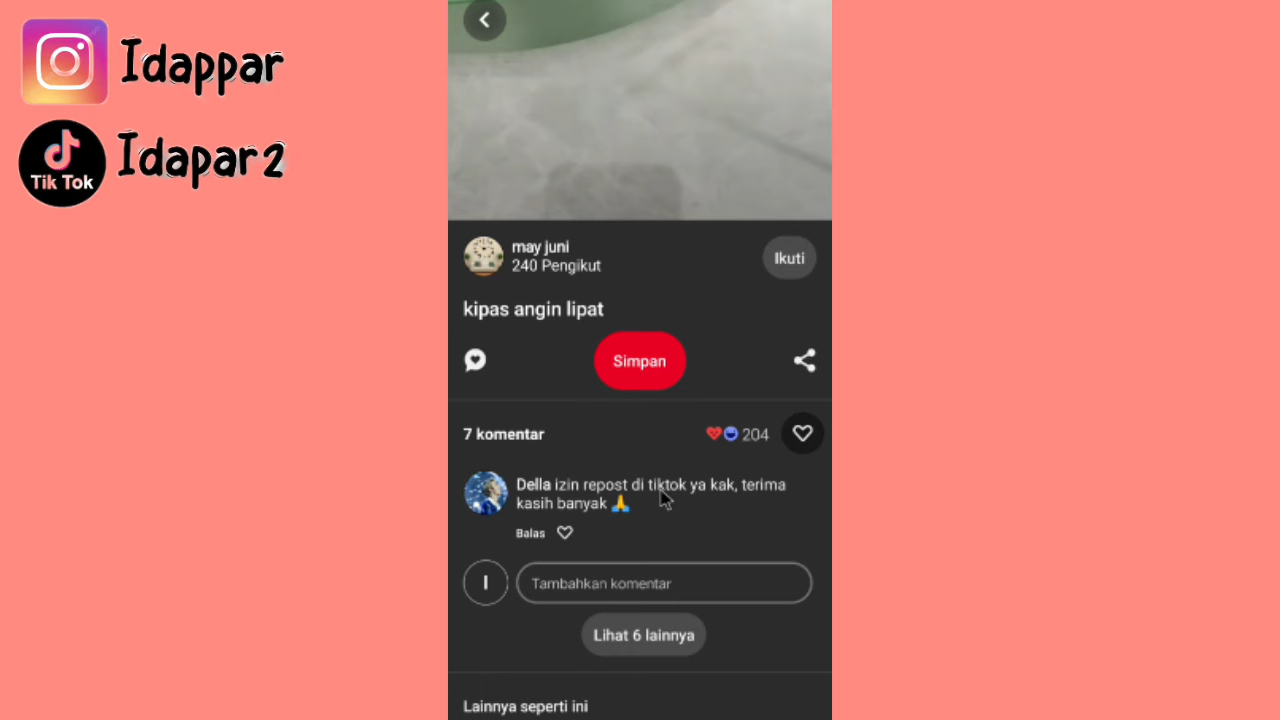 Idappar
Tik Tok
Idapar2
may juni
240 Pengikut
Ikuti
kipas angin lipat
Simpan
7 komentar
204
Della izin repost di tiktok ya kak, terima
kasih banyak 🙏
Balas
I
Tambahkan komentar
Lihat 6 lainnya
Lainnya seperti ini